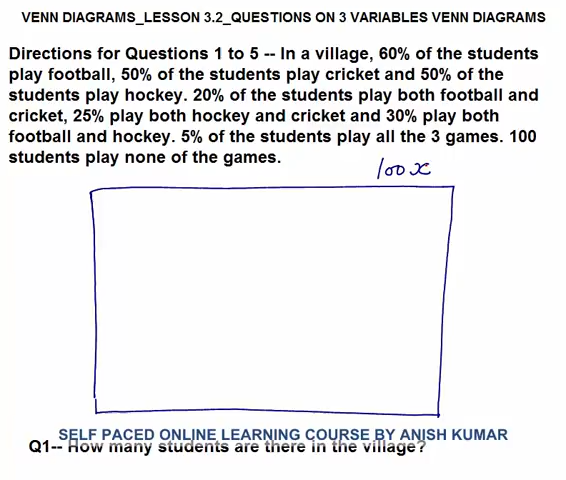 VENN DIAGRAMS_LESSON 3.2_QUESTIONS ON 3 VARIABLES VENN DIAGRAMS
Directions for Questions 1 to 5 -- In a village, 60% of the students
play football, 50% of the students play cricket and 50% of the
students play hockey. 20% of the students play both football and
cricket, 25% play both hockey and cricket and 30% play both
football and hockey. 5% of the students play all the 3 games. 100
students play none of the games.
100x
SELF PACED ONLINE LEARNING COURSE BY ANISH KUMAR
Q1-- How many students are there in the village?